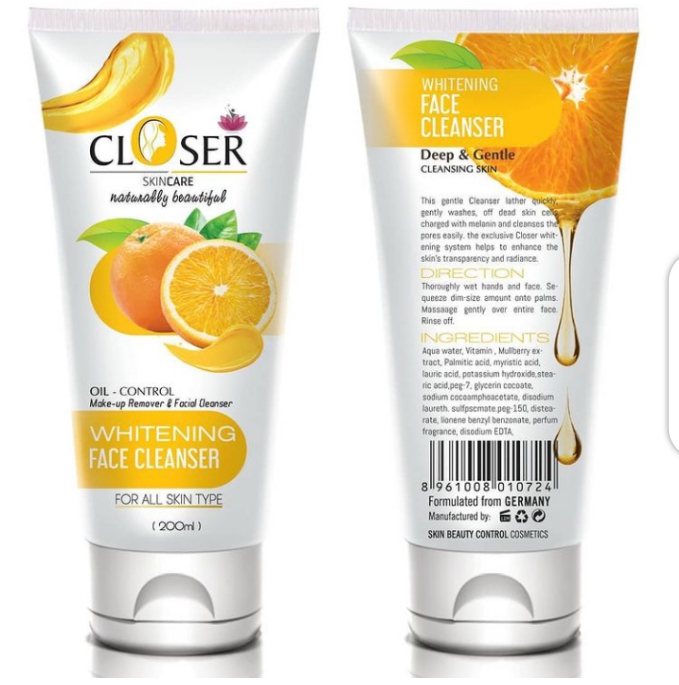 CLOSER
SKINCARE
naturally beautiful
OIL - CONTROL
Make-up Remover & Facial Cleanser
WHITENING
FACE CLEANSER
FOR ALL SKIN TYPE
( 200ml )
WHITENING
FACE
CLEANSER
Deep & Gentle
CLEANSING SKIN
This gentle Cleanser lather quickly,
gently washes, off dead skin cells
charged with melanin and cleanses the
pores easily. the exclusive Closer whit-
ening system helps to enhance the
skin's transparency and radiance.
DIRECTION
Thoroughly wet hands and face. Se-
queeze dim-size amount onto palms.
Massaage gently over entire face.
Rinse off.
INGREDIENTS
Aqua water, Vitamin , Mullberry ex-
tract, Palmitic acid, myristic acid,
lauric acid, potassium hydroxide,stea-
ric acid,peg-7, glycerin cocoate,
sodium cocoamphoacetate, disodium
laureth. sulfpscmate.peg-150, distea-
rate, lionene benzyl benzonate, perfum
fragrance, disodium EDTA,
8 961008 010724
Formulated from GERMANY
Manufactured by:
SKIN BEAUTY CONTROL COSMETICS